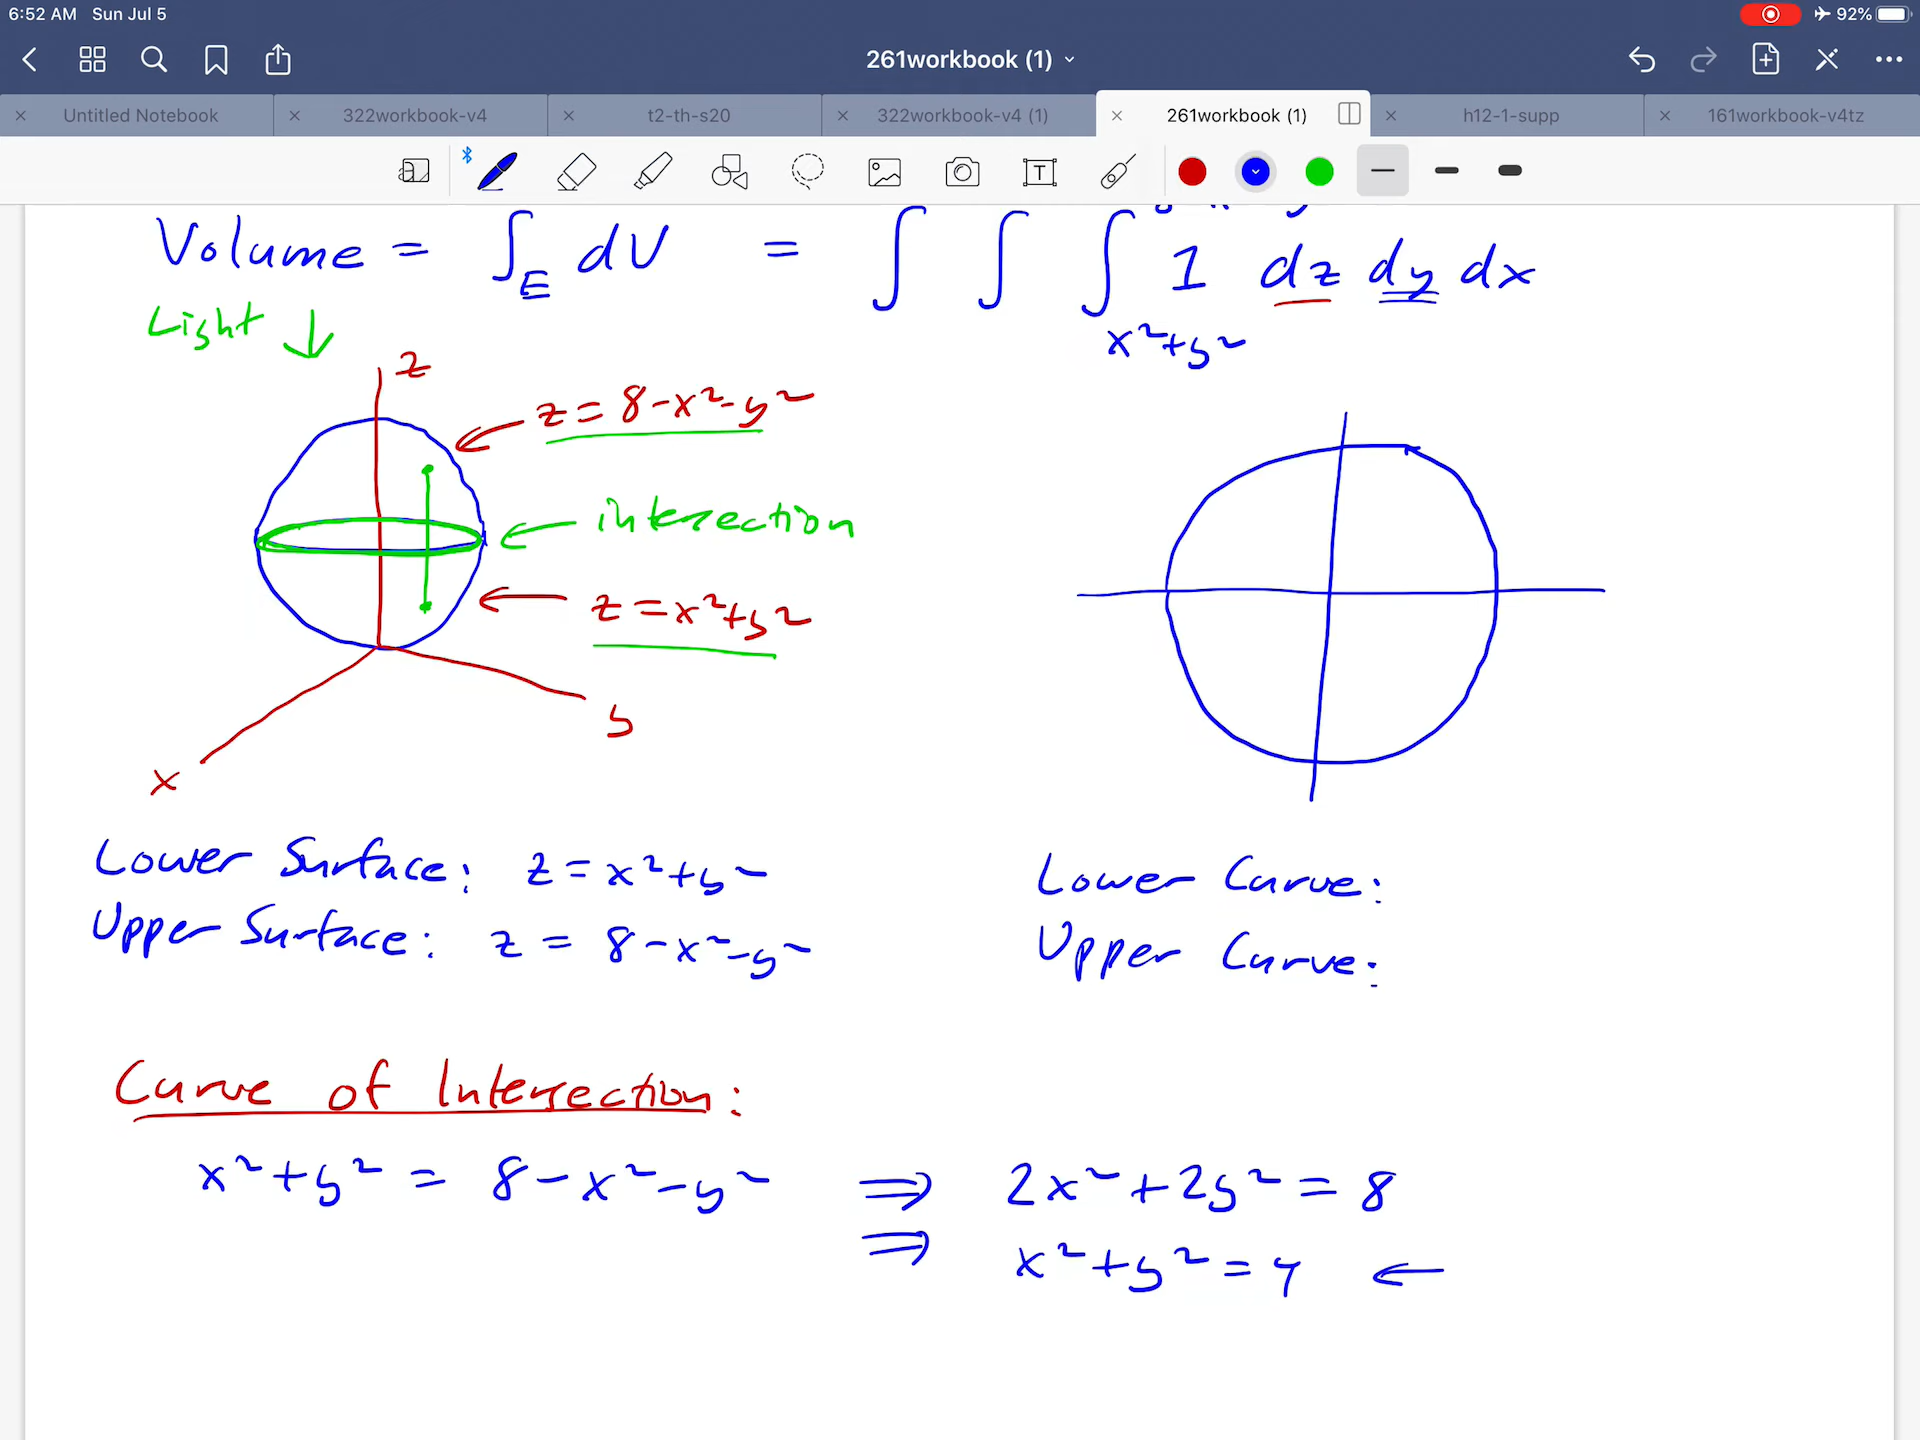 6:52 AM Sun Jul 5
92%
261workbook (1)
Untitled Notebook
322workbook-v4
t2-th-s20
322workbook-v4 (1)
261workbook (1)
h12-1-supp
161workbook-v4tz
Volume = ∫_E dV = ∫ ∫ ∫ 1 dz dy dx
x²+y²
Light ↓
z
z = 8-x²-y²
intersection
z = x²+y²
y
x
Lower Surface: z = x²+y²
Upper Surface: z = 8-x²-y²
Lower Curve:
Upper Curve:
Curve of Intersection:
x²+y² = 8-x²-y² ⇒ 2x²+2y² = 8
⇒ x²+y² = 4 ←